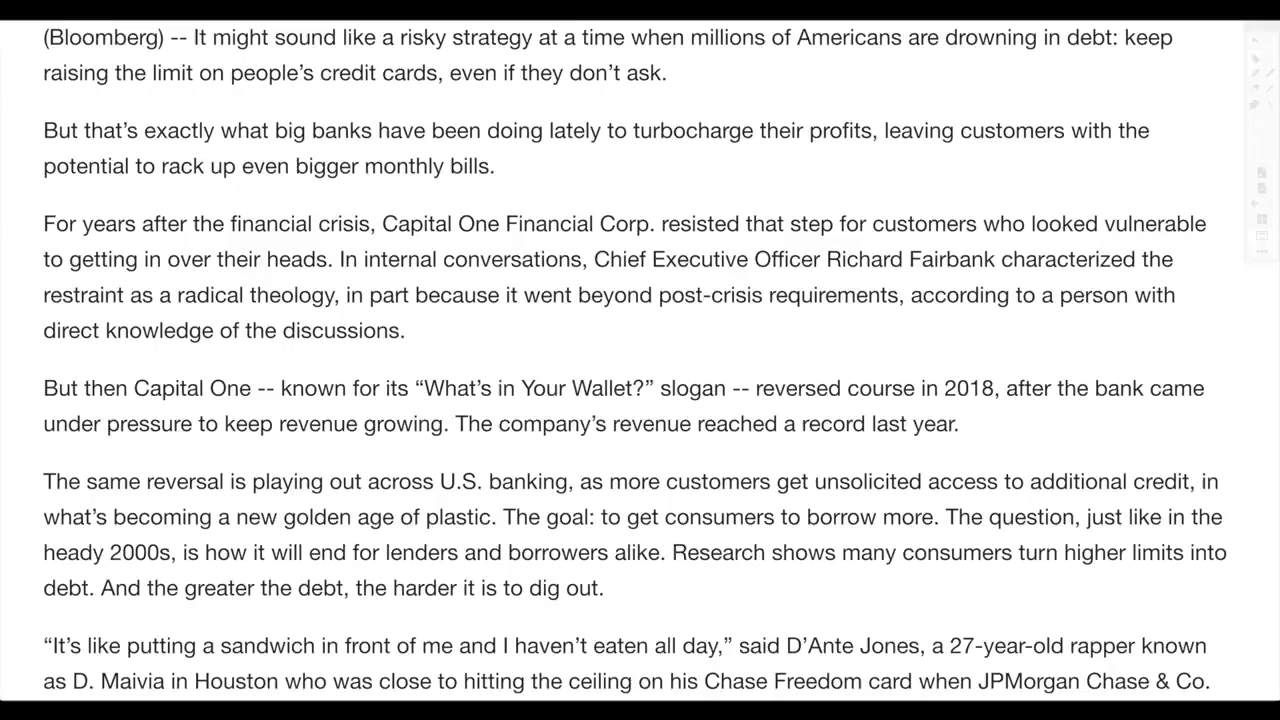 (Bloomberg) -- It might sound like a risky strategy at a time when millions of Americans are drowning in debt: keep
raising the limit on people’s credit cards, even if they don’t ask.
But that’s exactly what big banks have been doing lately to turbocharge their profits, leaving customers with the
potential to rack up even bigger monthly bills.
For years after the financial crisis, Capital One Financial Corp. resisted that step for customers who looked vulnerable
to getting in over their heads. In internal conversations, Chief Executive Officer Richard Fairbank characterized the
restraint as a radical theology, in part because it went beyond post-crisis requirements, according to a person with
direct knowledge of the discussions.
But then Capital One -- known for its “What’s in Your Wallet?” slogan -- reversed course in 2018, after the bank came
under pressure to keep revenue growing. The company’s revenue reached a record last year.
The same reversal is playing out across U.S. banking, as more customers get unsolicited access to additional credit, in
what’s becoming a new golden age of plastic. The goal: to get consumers to borrow more. The question, just like in the
heady 2000s, is how it will end for lenders and borrowers alike. Research shows many consumers turn higher limits into
debt. And the greater the debt, the harder it is to dig out.
“It’s like putting a sandwich in front of me and I haven’t eaten all day,” said D’Ante Jones, a 27-year-old rapper known
as D. Maivia in Houston who was close to hitting the ceiling on his Chase Freedom card when JPMorgan Chase & Co.